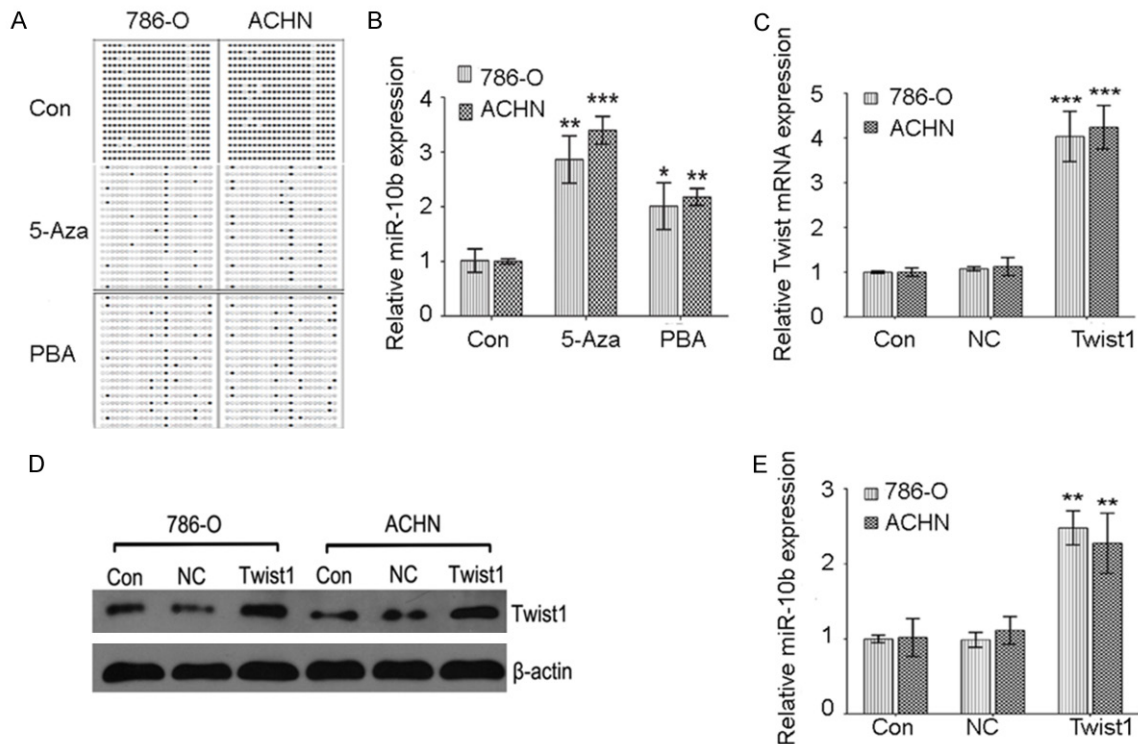 A
786-O ACHN
Con
5-Aza
PBA
B
Relative miR-10b expression
4
3
2
1
0
786-O
ACHN
** *** * **
Con 5-Aza PBA
C
Relative Twist mRNA expression
5
4
3
2
1
0
786-O
ACHN
*** ***
Con NC Twist1
D
786-O ACHN
Con NC Twist1 Con NC Twist1
Twist1
β-actin
E
Relative miR-10b expression
3
2
1
0
786-O
ACHN
** **
Con NC Twist1